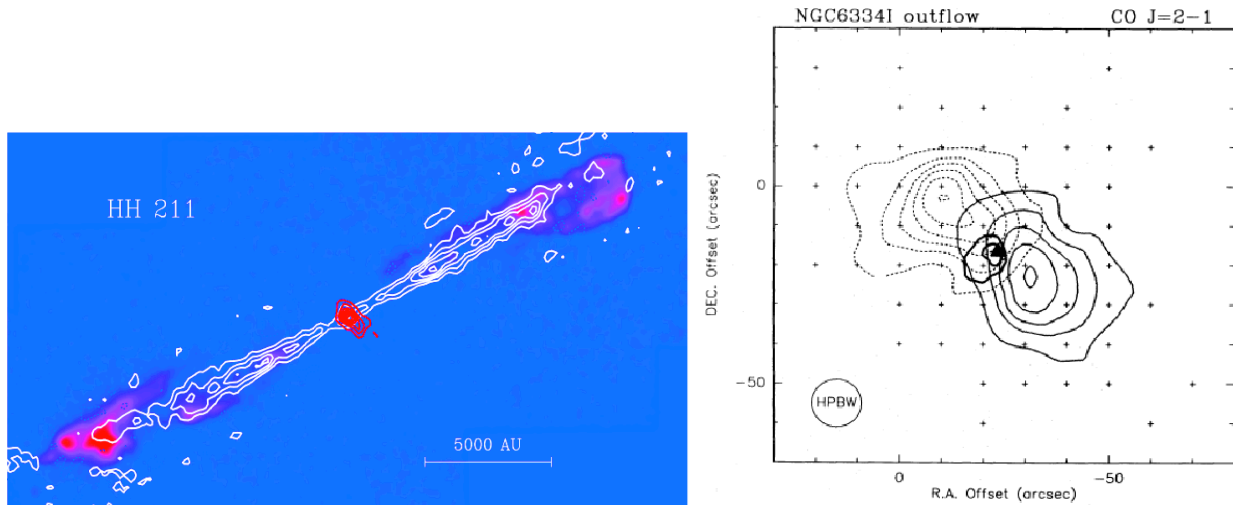 HH 211
5000 AU
NGC6334I outflow CO J=2-1
DEC. Offset (arcsec)
0
-50
HPBW
0 -50
R.A. Offset (arcsec)